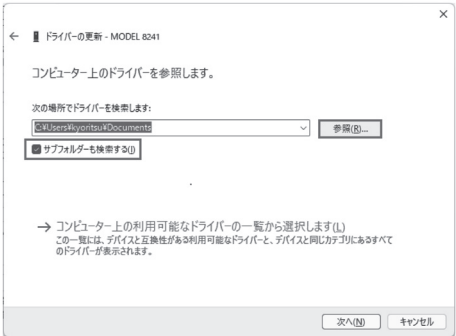 ドライバーの更新 - MODEL 8241
コンピューター上のドライバーを参照します。
次の場所でドライバーを検索します:
C:¥Users¥kyoritsu¥Documents
参照(R)...
サブフォルダーも検索する(I)
→ コンピューター上の利用可能なドライバーの一覧から選択します(L)
この一覧には、デバイスと互換性がある利用可能なドライバーと、デバイスと同じカテゴリにあるすべて
のドライバーが表示されます。
次へ(N)
キャンセル